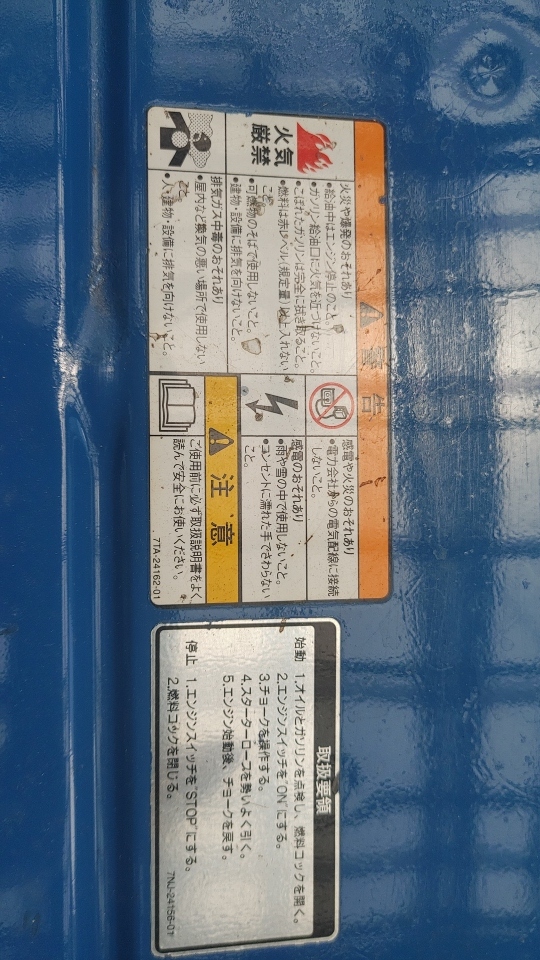 警告
火気
厳禁
火災や爆発のおそれあり
●給油中はエンジン停止のこと。
●ガソリン給油口に火気を近づけないこと。
●こぼれたガソリンは完全に拭き取ること。
●燃料は赤レベル(規定量)以上入れない
こと。
●可燃物のそばで使用しないこと。
●建物・設備に排気を向けないこと。
排気ガス中毒のおそれあり
●屋内など換気の悪い場所で使用しない
こと。
●人・建物・設備に排気を向けないこと。
感電や火災のおそれあり
●電力会社からの電気配線に接続
しないこと。
感電のおそれあり
●雨や雪の中で使用しないこと。
●コンセントに濡れた手でさわらない
こと。
注意
ご使用前に必ず取扱説明書をよく
読んで安全にお使いください。
7TA-24162-01
取扱要領
始動 1.オイルとガソリンを点検し、燃料コックを開く。
2.エンジンスイッチを"ON"にする。
3.チョークを操作する。
4.スターターロープを勢いよく引く。
5.エンジン始動後、チョークを戻す。
停止 1.エンジンスイッチを"STOP"にする。
2.燃料コックを閉じる。
7NJ-24156-01